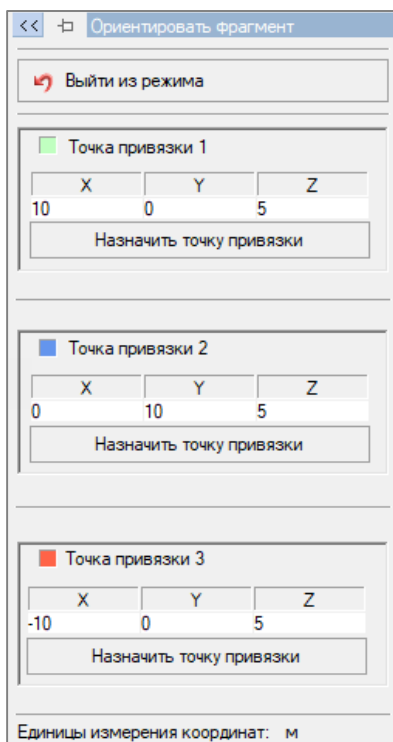 << Ориентировать фрагмент
Выйти из режима
Точка привязки 1
X Y Z
10 0 5
Назначить точку привязки
Точка привязки 2
X Y Z
0 10 5
Назначить точку привязки
Точка привязки 3
X Y Z
-10 0 5
Назначить точку привязки
Единицы измерения координат: м